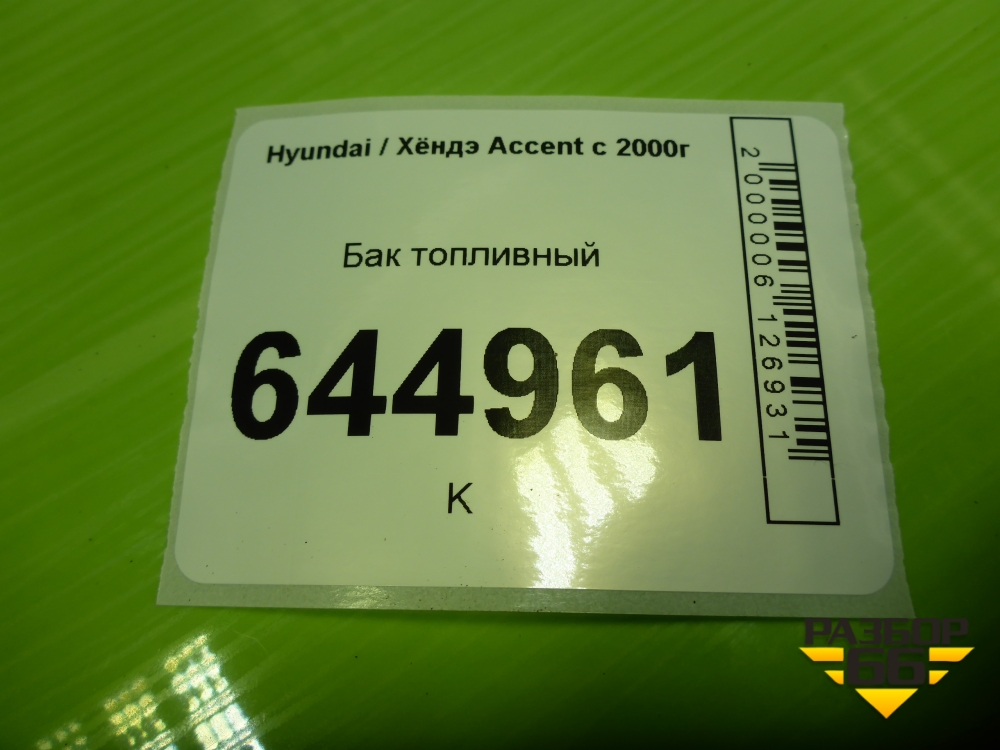 Hyundai / Хёндэ Accent с 2000г
Бак топливный
644961
К
2000006126931
РАЗБОР
66